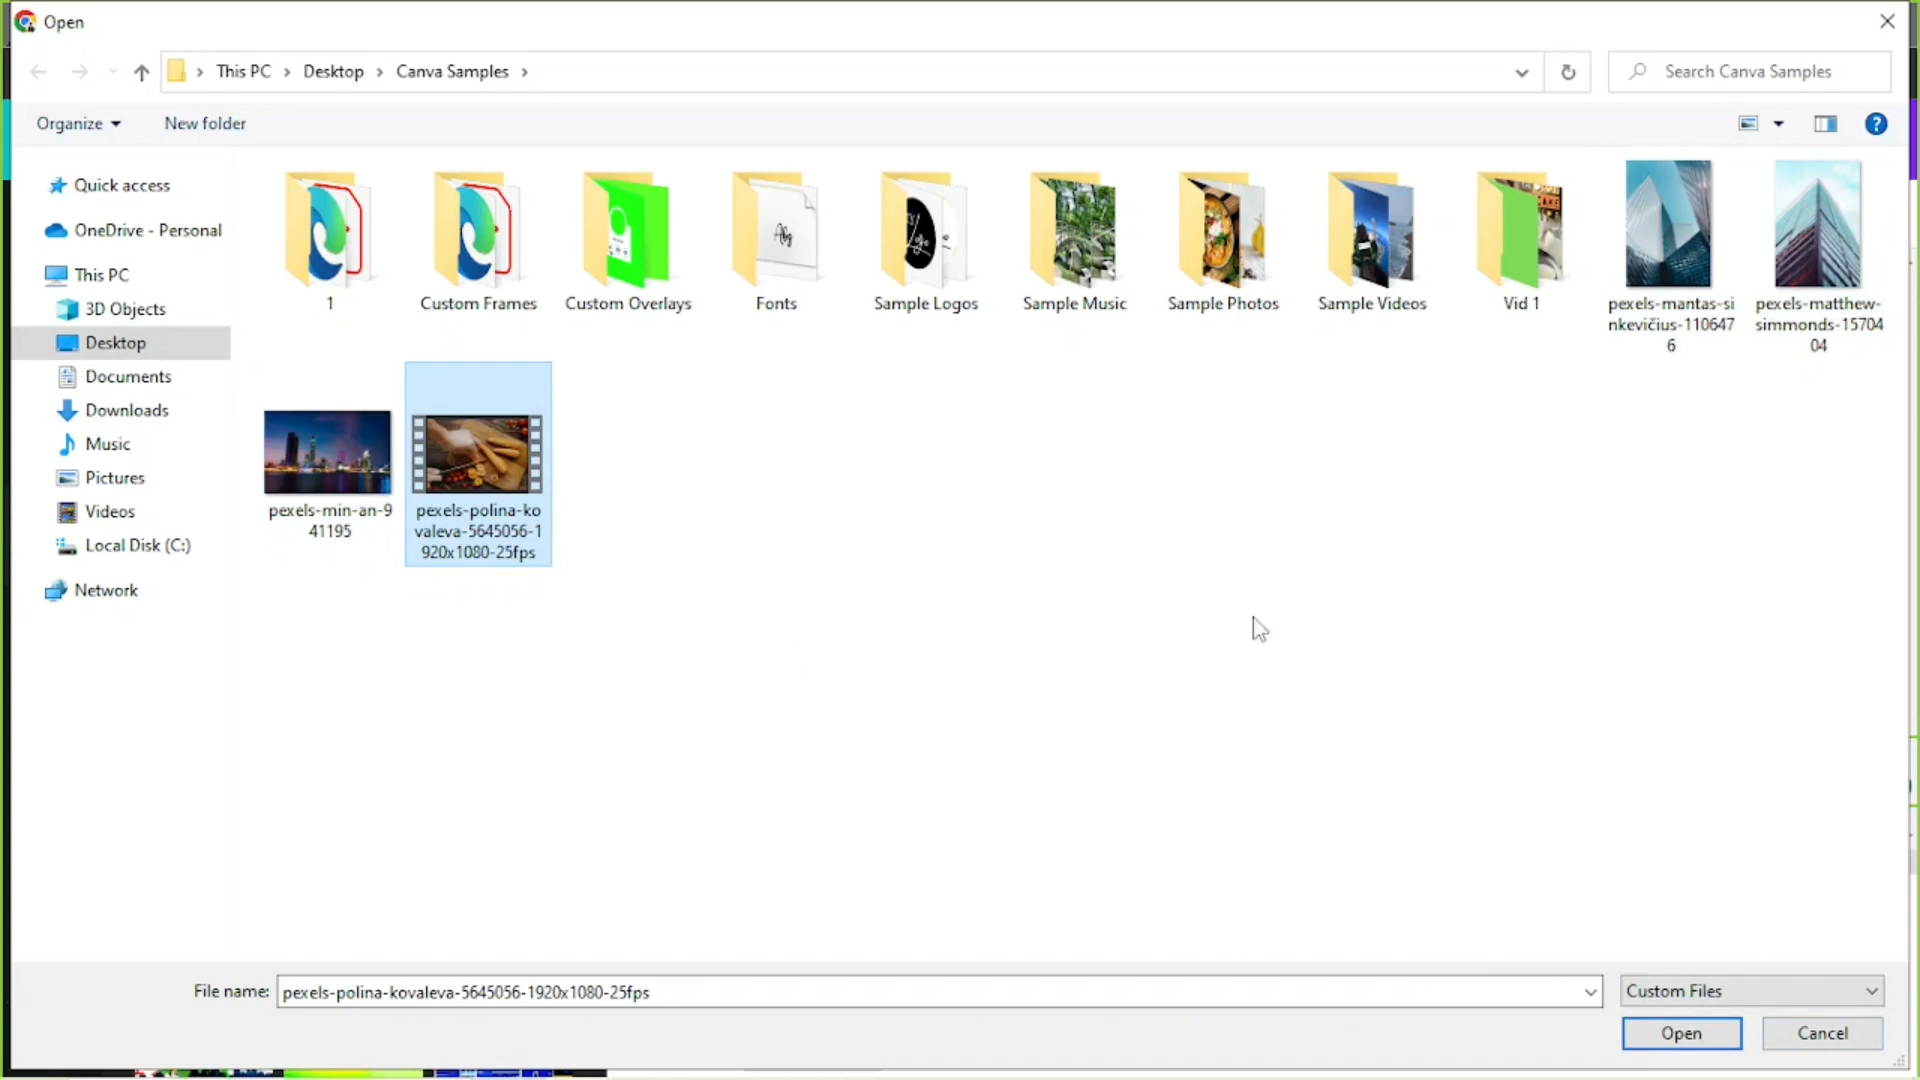 Open
This PC
Desktop
Canva Samples
Search Canva Samples
Organize
New folder
Quick access
OneDrive - Personal
This PC
3D Objects
Desktop
Documents
Downloads
Music
Pictures
Videos
Local Disk (C:)
Network
1
Custom Frames
Custom Overlays
Fonts
Sample Logos
Sample Music
Sample Photos
Sample Videos
Vid 1
pexels-mantas-si
nkevičius-110647
6
pexels-matthew-
simmonds-15704
04
pexels-min-an-9
41195
pexels-polina-ko
valeva-5645056-1
920x1080-25fps
File name:
pexels-polina-kovaleva-5645056-1920x1080-25fps
Custom Files
Open
Cancel